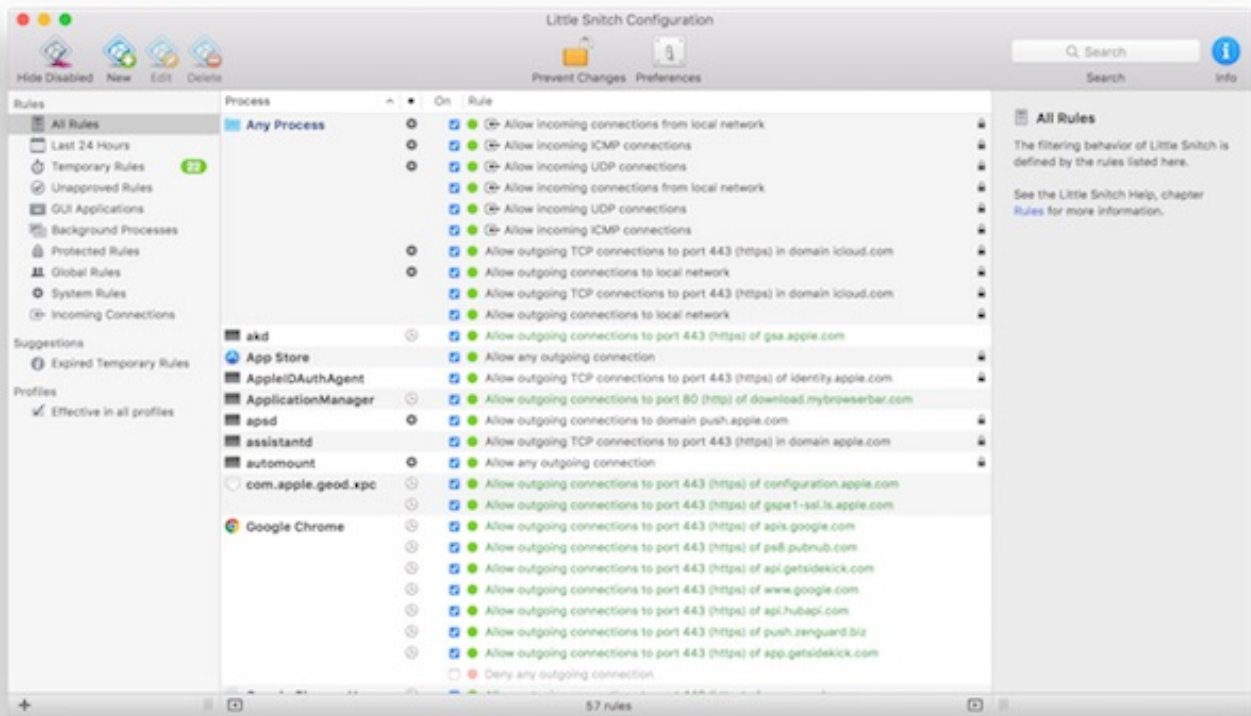 Little Snitch Configuration
Hide Disabled New Edit Delete
Prevent Changes Preferences
Search
Search
Info
Rules
All Rules
Last 24 Hours
Temporary Rules 22
Unapproved Rules
GUI Applications
Background Processes
Protected Rules
Global Rules
System Rules
Incoming Connections
Suggestions
Expired Temporary Rules
Profiles
Effective in all profiles
Process On Rule
Any Process Allow incoming connections from local network
Allow incoming ICMP connections
Allow incoming UDP connections
Allow incoming connections from local network
Allow incoming UDP connections
Allow incoming ICMP connections
Allow outgoing TCP connections to port 443 (https) in domain icloud.com
Allow outgoing connections to local network
Allow outgoing TCP connections to port 443 (https) in domain icloud.com
Allow outgoing connections to local network
akd Allow outgoing connections to port 443 (https) of gsa.apple.com
App Store Allow any outgoing connection
AppleIDAuthAgent Allow outgoing TCP connections to port 443 (https) of identity.apple.com
ApplicationManager Allow outgoing connections to port 80 (http) of download.mybrowserbar.com
apsd Allow outgoing connections to domain push.apple.com
assistantd Allow outgoing TCP connections to port 443 (https) in domain apple.com
automount Allow any outgoing connection
com.apple.geod.xpc Allow outgoing connections to port 443 (https) of configuration.apple.com
Allow outgoing connections to port 443 (https) of gspe1-ssl.ls.apple.com
Google Chrome Allow outgoing connections to port 443 (https) of apis.google.com
Allow outgoing connections to port 443 (https) of ps8.pubnub.com
Allow outgoing connections to port 443 (https) of api.getsidekick.com
Allow outgoing connections to port 443 (https) of www.google.com
Allow outgoing connections to port 443 (https) of api.hubapi.com
Allow outgoing connections to port 443 (https) of push.zenguard.biz
Allow outgoing connections to port 443 (https) of app.getsidekick.com
Deny any outgoing connection
57 rules
All Rules
The filtering behavior of Little Snitch is
defined by the rules listed here.
See the Little Snitch Help, chapter
Rules for more information.